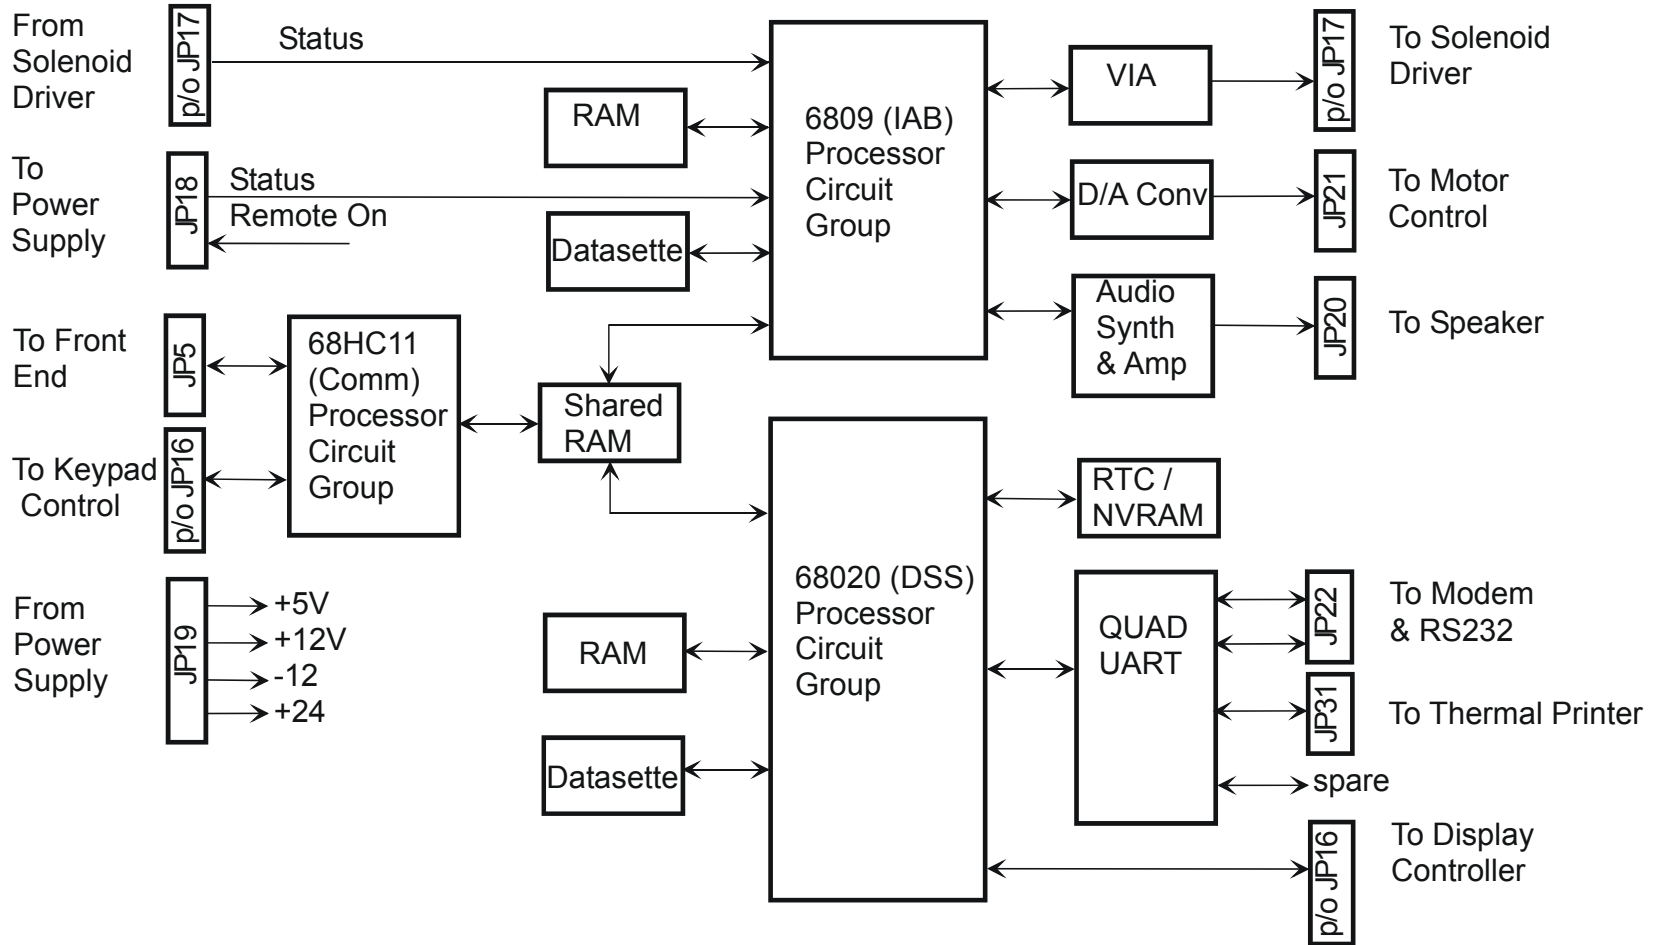 From
Solenoid
Driver
p/o JP17
Status
RAM
6809 (IAB)
Processor
Circuit
Group
VIA
p/o JP17
To Solenoid
Driver
To
Power
Supply
JP18
Status
Remote On
Datasette
D/A Conv
JP21
To Motor
Control
Audio
Synth
& Amp
JP20
To Speaker
To Front
End
JP5
68HC11
(Comm)
Processor
Circuit
Group
Shared
RAM
To Keypad
Control
p/o JP16
RTC /
NVRAM
68020 (DSS)
Processor
Circuit
Group
From
Power
Supply
JP19
+5V
+12V
-12
+24
RAM
Datasette
QUAD
UART
JP22
To Modem
& RS232
JP31
To Thermal Printer
spare
p/o JP16
To Display
Controller